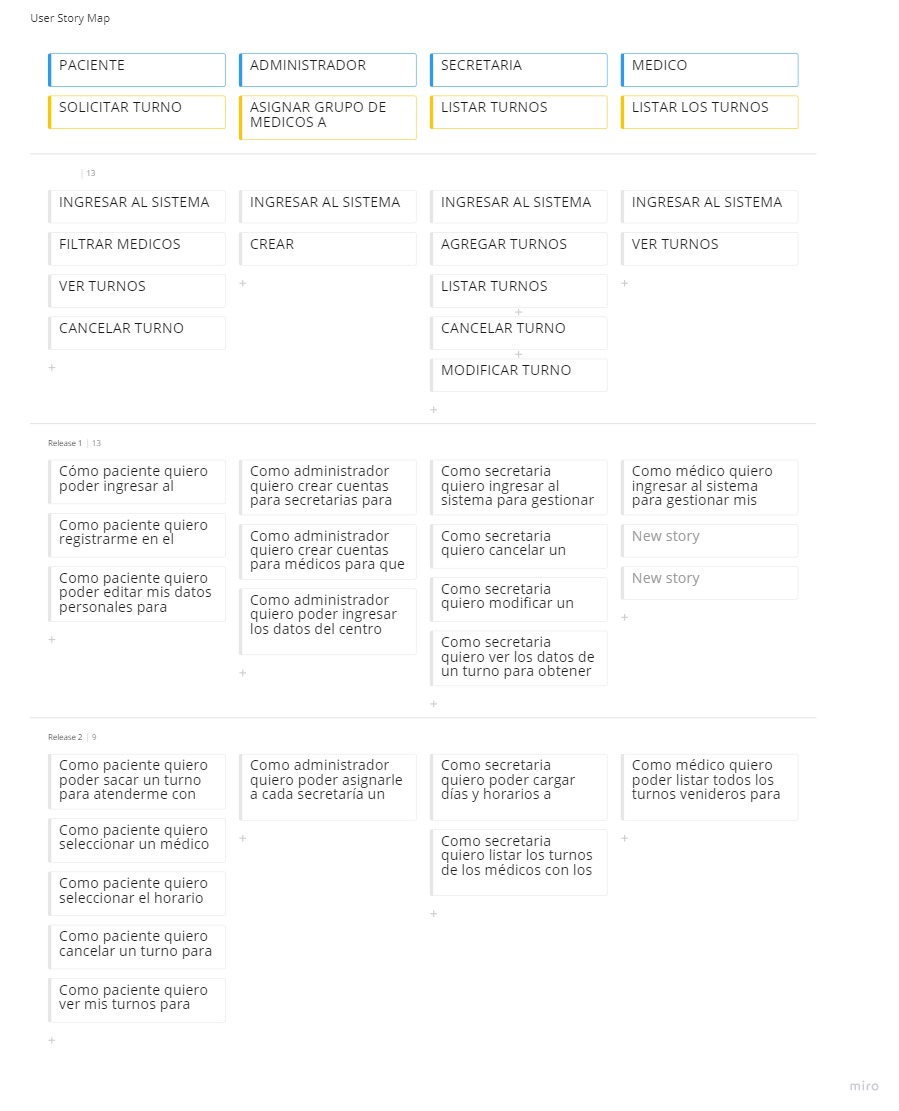 User Story Map
PACIENTE
ADMINISTRADOR
SECRETARIA
MEDICO
SOLICITAR TURNO
ASIGNAR GRUPO DE
MEDICOS A
LISTAR TURNOS
LISTAR LOS TURNOS
13
INGRESAR AL SISTEMA
INGRESAR AL SISTEMA
INGRESAR AL SISTEMA
INGRESAR AL SISTEMA
FILTRAR MEDICOS
CREAR
AGREGAR TURNOS
VER TURNOS
VER TURNOS
LISTAR TURNOS
CANCELAR TURNO
CANCELAR TURNO
MODIFICAR TURNO
Release 1 | 13
Cómo paciente quiero
poder ingresar al
Como paciente quiero
registrarme en el
Como paciente quiero
poder editar mis datos
personales para
Como administrador
quiero crear cuentas
para secretarias para
Como administrador
quiero crear cuentas
para médicos para que
Como administrador
quiero poder ingresar
los datos del centro
Como secretaria
quiero ingresar al
sistema para gestionar
Como secretaria
quiero cancelar un
Como secretaria
quiero modificar un
Como secretaria
quiero ver los datos de
un turno para obtener
Como médico quiero
ingresar al sistema
para gestionar mis
New story
New story
Release 2 | 9
Como paciente quiero
poder sacar un turno
para atenderme con
Como paciente quiero
seleccionar un médico
Como paciente quiero
seleccionar el horario
Como paciente quiero
cancelar un turno para
Como paciente quiero
ver mis turnos para
Como administrador
quiero poder asignarle
a cada secretaría un
Como secretaria
quiero poder cargar
días y horarios a
Como secretaria
quiero listar los turnos
de los médicos con los
Como médico quiero
poder listar todos los
turnos venideros para
miro